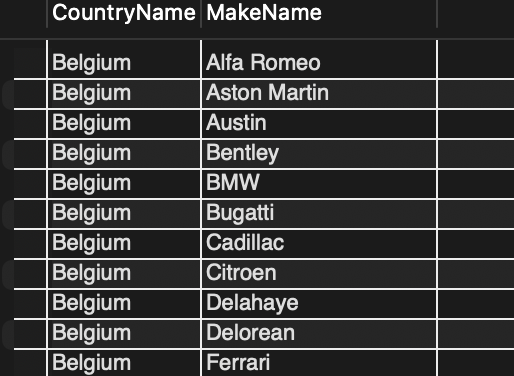 CountryName MakeName
Belgium Alfa Romeo
Belgium Aston Martin
Belgium Austin
Belgium Bentley
Belgium BMW
Belgium Bugatti
Belgium Cadillac
Belgium Citroen
Belgium Delahaye
Belgium Delorean
Belgium Ferrari